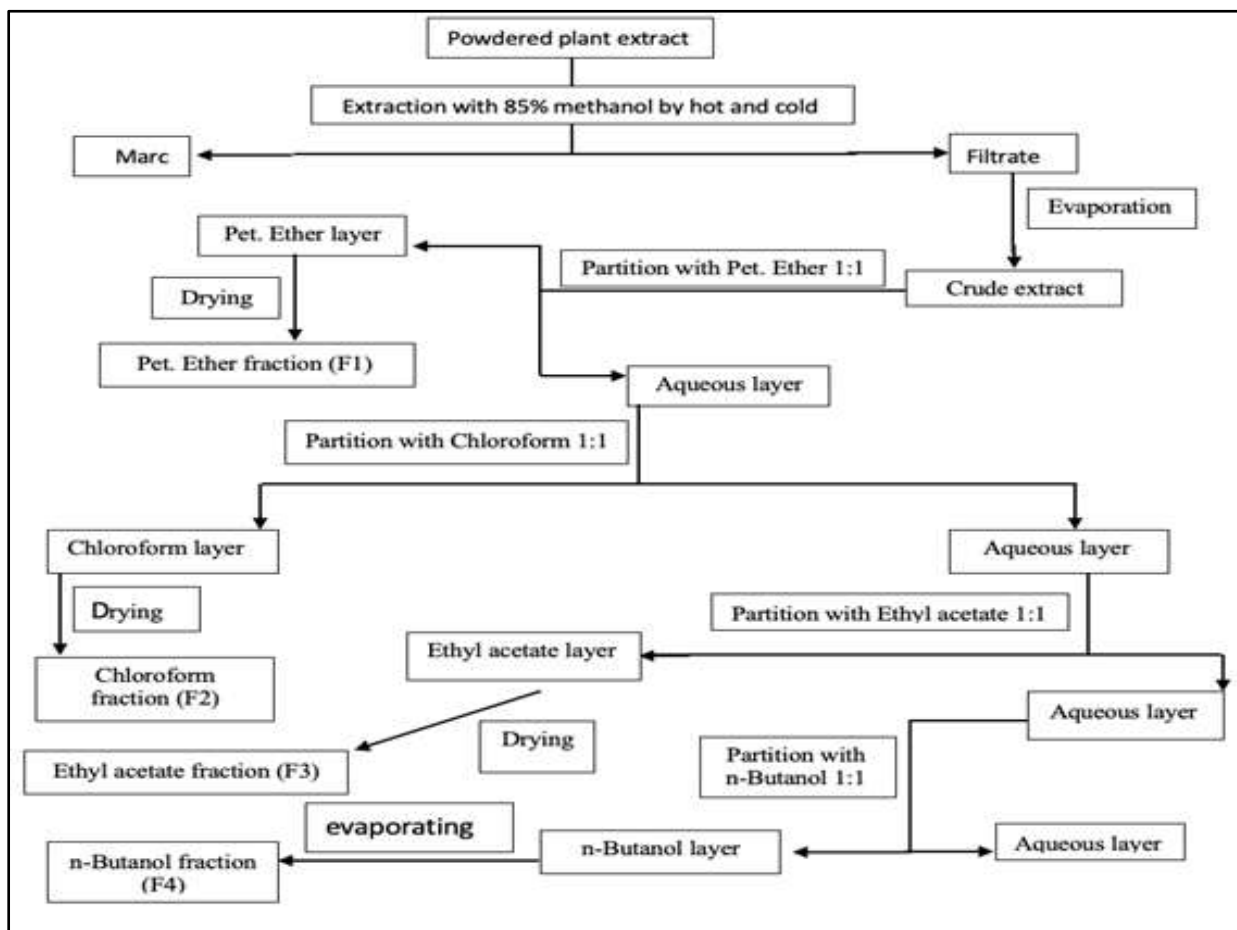 Powdered plant extract
Extraction with 85% methanol by hot and cold
Marc
Filtrate
Evaporation
Pet. Ether layer
Partition with Pet. Ether 1:1
Crude extract
Drying
Pet. Ether fraction (F1)
Aqueous layer
Partition with Chloroform 1:1
Chloroform layer
Aqueous layer
Drying
Partition with Ethyl acetate 1:1
Ethyl acetate layer
Chloroform
fraction (F2)
Aqueous layer
Drying
Partition with
n-Butanol 1:1
Ethyl acetate fraction (F3)
evaporating
n-Butanol layer
Aqueous layer
n-Butanol fraction
(F4)